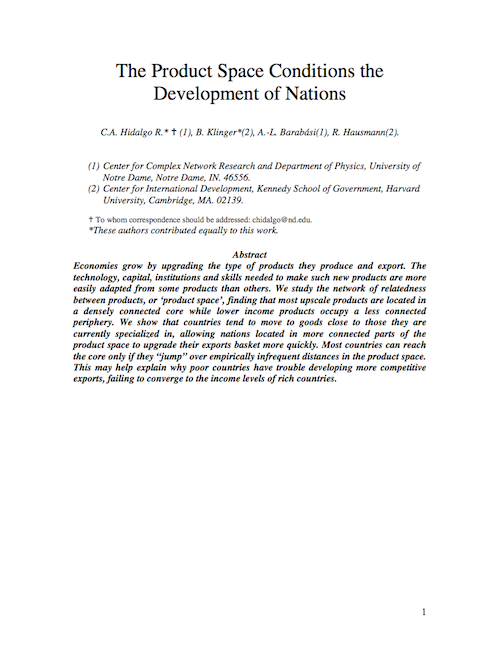 The Product Space Conditions the
Development of Nations
C.A. Hidalgo R.* † (1), B. Klinger*(2), A.-L. Barabási(1), R. Hausmann(2).
(1) Center for Complex Network Research and Department of Physics, University of
Notre Dame, Notre Dame, IN. 46556.
(2) Center for International Development, Kennedy School of Government, Harvard
University, Cambridge, MA. 02139.
† To whom correspondence should be addressed: chidalgo@nd.edu.
*These authors contributed equally to this work.
Abstract
Economies grow by upgrading the type of products they produce and export. The
technology, capital, institutions and skills needed to make such new products are more
easily adapted from some products than others. We study the network of relatedness
between products, or ‘product space’, finding that most upscale products are located in
a densely connected core while lower income products occupy a less connected
periphery. We show that countries tend to move to goods close to those they are
currently specialized in, allowing nations located in more connected parts of the
product space to upgrade their exports basket more quickly. Most countries can reach
the core only if they “jump” over empirically infrequent distances in the product space.
This may help explain why poor countries have trouble developing more competitive
exports, failing to converge to the income levels of rich countries.
1